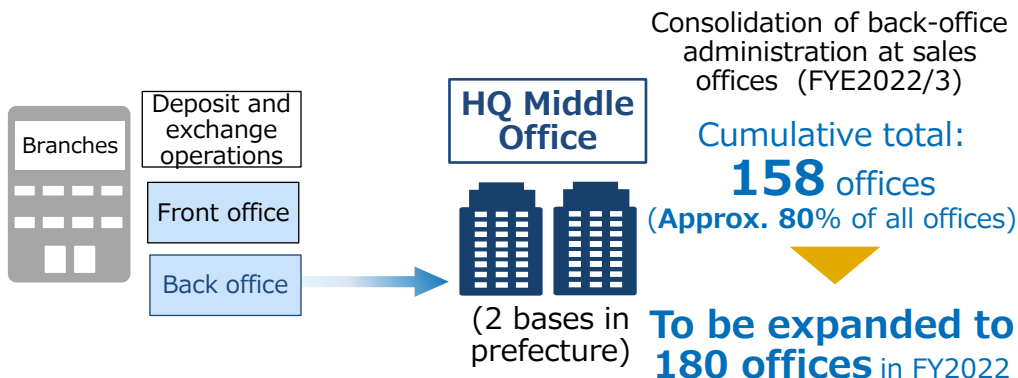 Branches
Deposit and
exchange
operations
Front office
Back office
HQ Middle
Office
(2 bases in
prefecture)
Consolidation of back-office
administration at sales
offices (FYE2022/3)
Cumulative total:
158 offices
(Approx. 80% of all offices)
To be expanded to
180 offices in FY2022